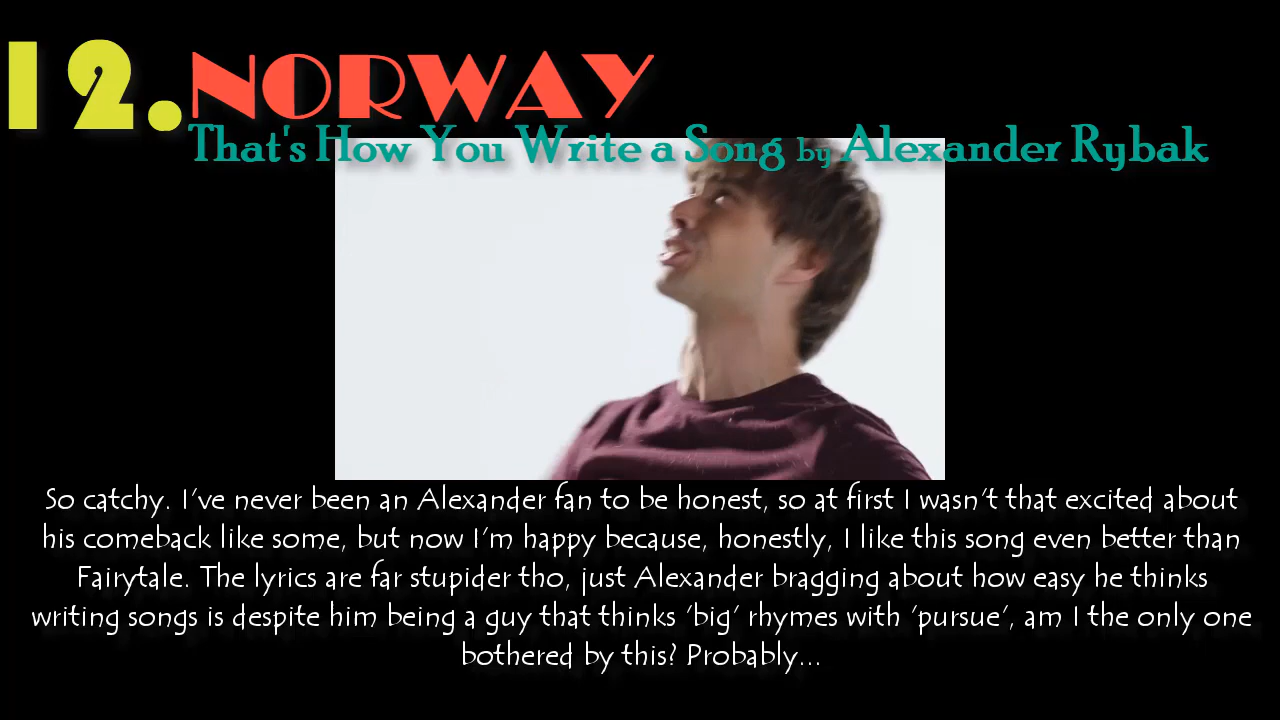 12. NORWAY
That's How You Write a Song by Alexander Rybak
So catchy. I've never been an Alexander fan to be honest, so at first I wasn't that excited about
his comeback like some, but now I'm happy because, honestly, I like this song even better than
Fairytale. The lyrics are far stupider tho, just Alexander bragging about how easy he thinks
writing songs is despite him being a guy that thinks 'big' rhymes with 'pursue', am I the only one
bothered by this? Probably...